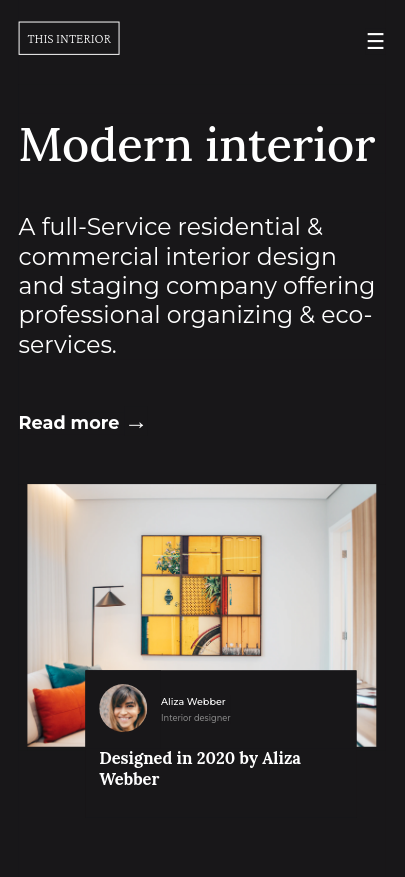 THIS INTERIOR
Modern interior
A full-Service residential &
commercial interior design
and staging company offering
professional organizing & eco-
services.
Read more →
Aliza Webber
Interior designer
Designed in 2020 by Aliza
Webber